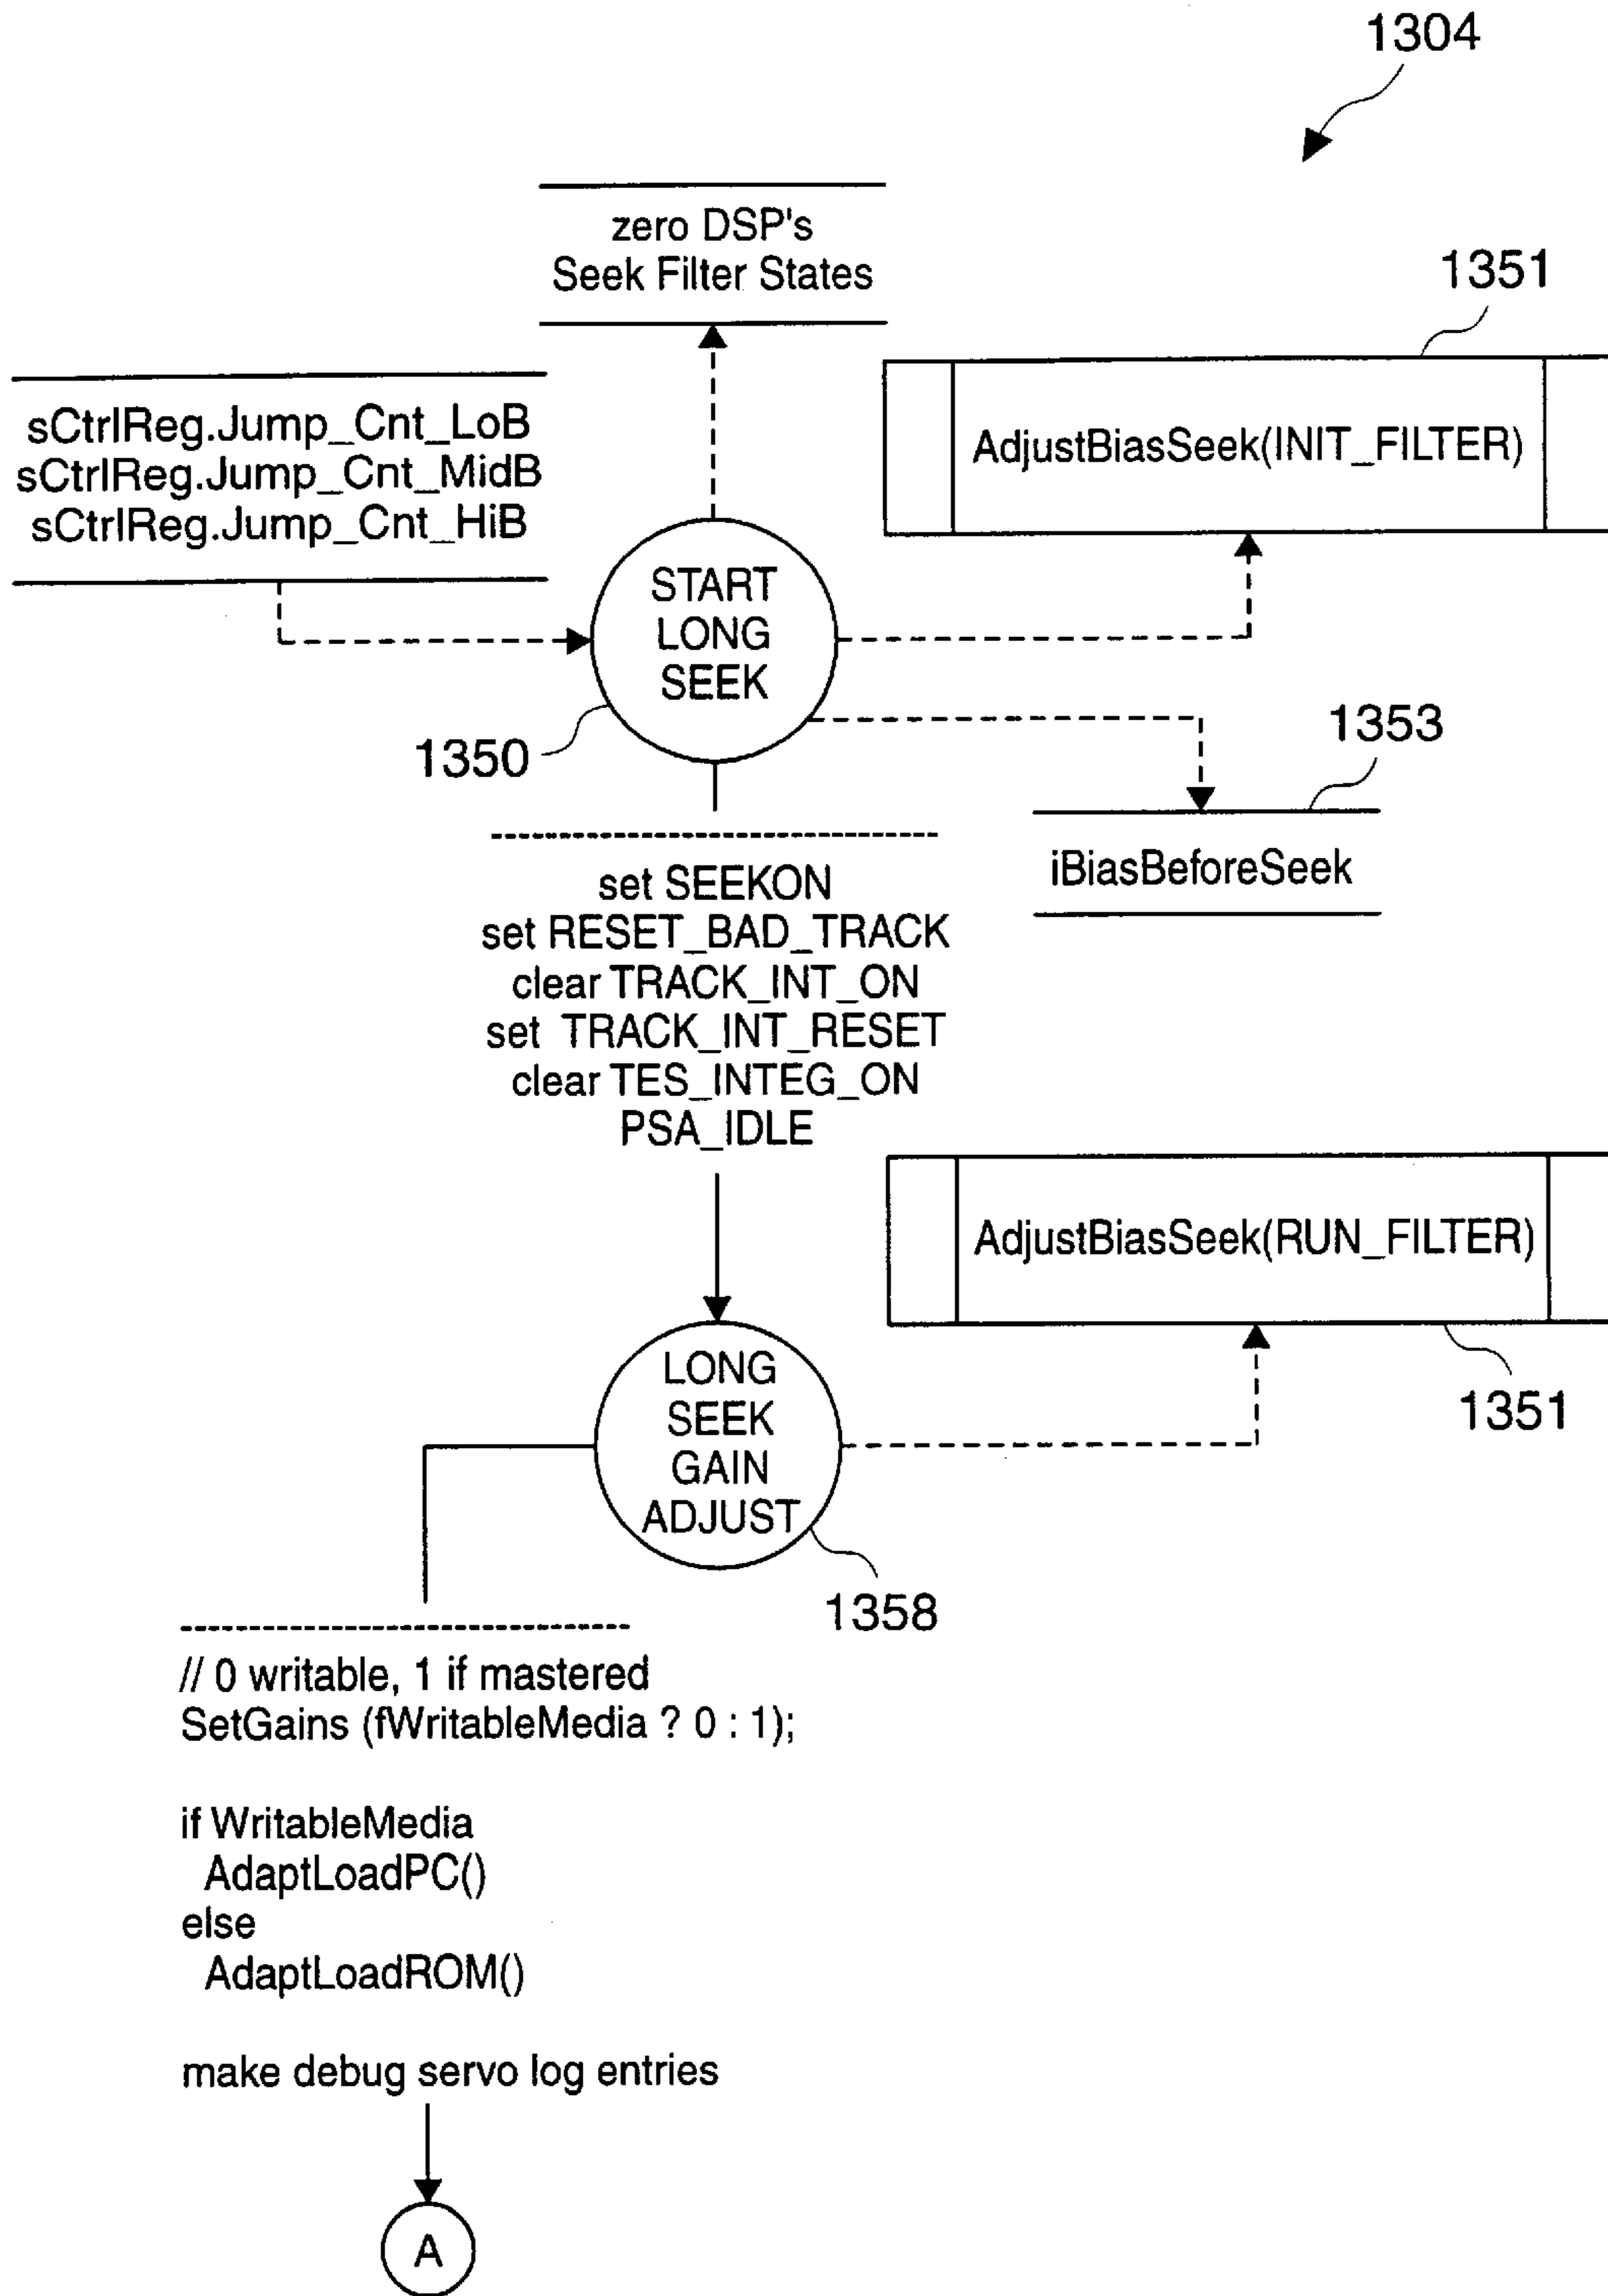 1304
zero DSP's
Seek Filter States
1351
sCtrlReg.Jump_Cnt_LoB
sCtrlReg.Jump_Cnt_MidB
sCtrlReg.Jump_Cnt_HiB
AdjustBiasSeek(INIT_FILTER)
START
LONG
SEEK
1350
1353
iBiasBeforeSeek
set SEEKON
set RESET_BAD_TRACK
clear TRACK_INT_ON
set TRACK_INT_RESET
clear TES_INTEG_ON
PSA_IDLE
AdjustBiasSeek(RUN_FILTER)
1351
LONG
SEEK
GAIN
ADJUST
1358
// 0 writable, 1 if mastered
SetGains (fWritableMedia ? 0 : 1);
if WritableMedia
AdaptLoadPC()
else
AdaptLoadROM()
make debug servo log entries
A